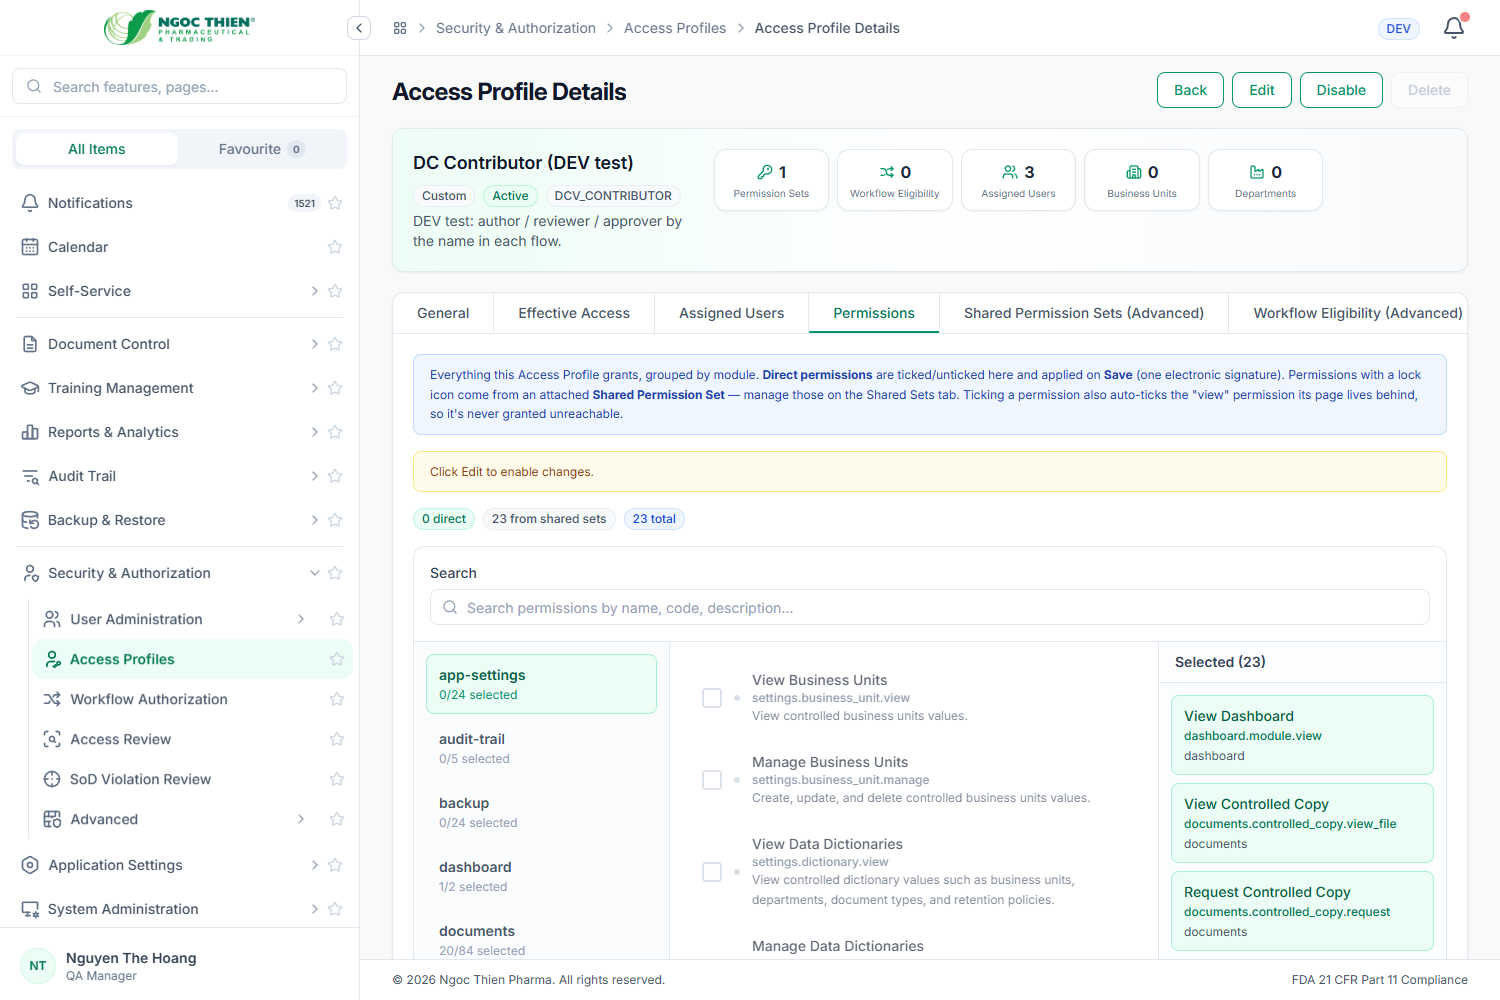 NGOC THIEN®
PHARMACEUTICAL
& TRADING
Security & Authorization
Access Profiles
Access Profile Details
DEV
Search features, pages...
All Items
Favourite 0
Notifications 1521
Calendar
Self-Service
Document Control
Training Management
Reports & Analytics
Audit Trail
Backup & Restore
Security & Authorization
User Administration
Access Profiles
Workflow Authorization
Access Review
SoD Violation Review
Advanced
Application Settings
System Administration
NT
Nguyen The Hoang
QA Manager
Access Profile Details
Back
Edit
Disable
Delete
DC Contributor (DEV test)
Custom
Active
DCV_CONTRIBUTOR
DEV test: author / reviewer / approver by
the name in each flow.
1
Permission Sets
0
Workflow Eligibility
3
Assigned Users
0
Business Units
0
Departments
General
Effective Access
Assigned Users
Permissions
Shared Permission Sets (Advanced)
Workflow Eligibility (Advanced)
Everything this Access Profile grants, grouped by module. Direct permissions are ticked/unticked here and applied on Save (one electronic signature). Permissions with a lock
icon come from an attached Shared Permission Set — manage those on the Shared Sets tab. Ticking a permission also auto-ticks the "view" permission its page lives behind,
so it's never granted unreachable.
Click Edit to enable changes.
0 direct
23 from shared sets
23 total
Search
Search permissions by name, code, description...
app-settings
0/24 selected
audit-trail
0/5 selected
backup
0/24 selected
dashboard
1/2 selected
documents
20/84 selected
View Business Units
settings.business_unit.view
View controlled business units values.
Manage Business Units
settings.business_unit.manage
Create, update, and delete controlled business units values.
View Data Dictionaries
settings.dictionary.view
View controlled dictionary values such as business units,
departments, document types, and retention policies.
Manage Data Dictionaries
Selected (23)
View Dashboard
dashboard.module.view
dashboard
View Controlled Copy
documents.controlled_copy.view_file
documents
Request Controlled Copy
documents.controlled_copy.request
documents
© 2026 Ngoc Thien Pharma. All rights reserved.
FDA 21 CFR Part 11 Compliance